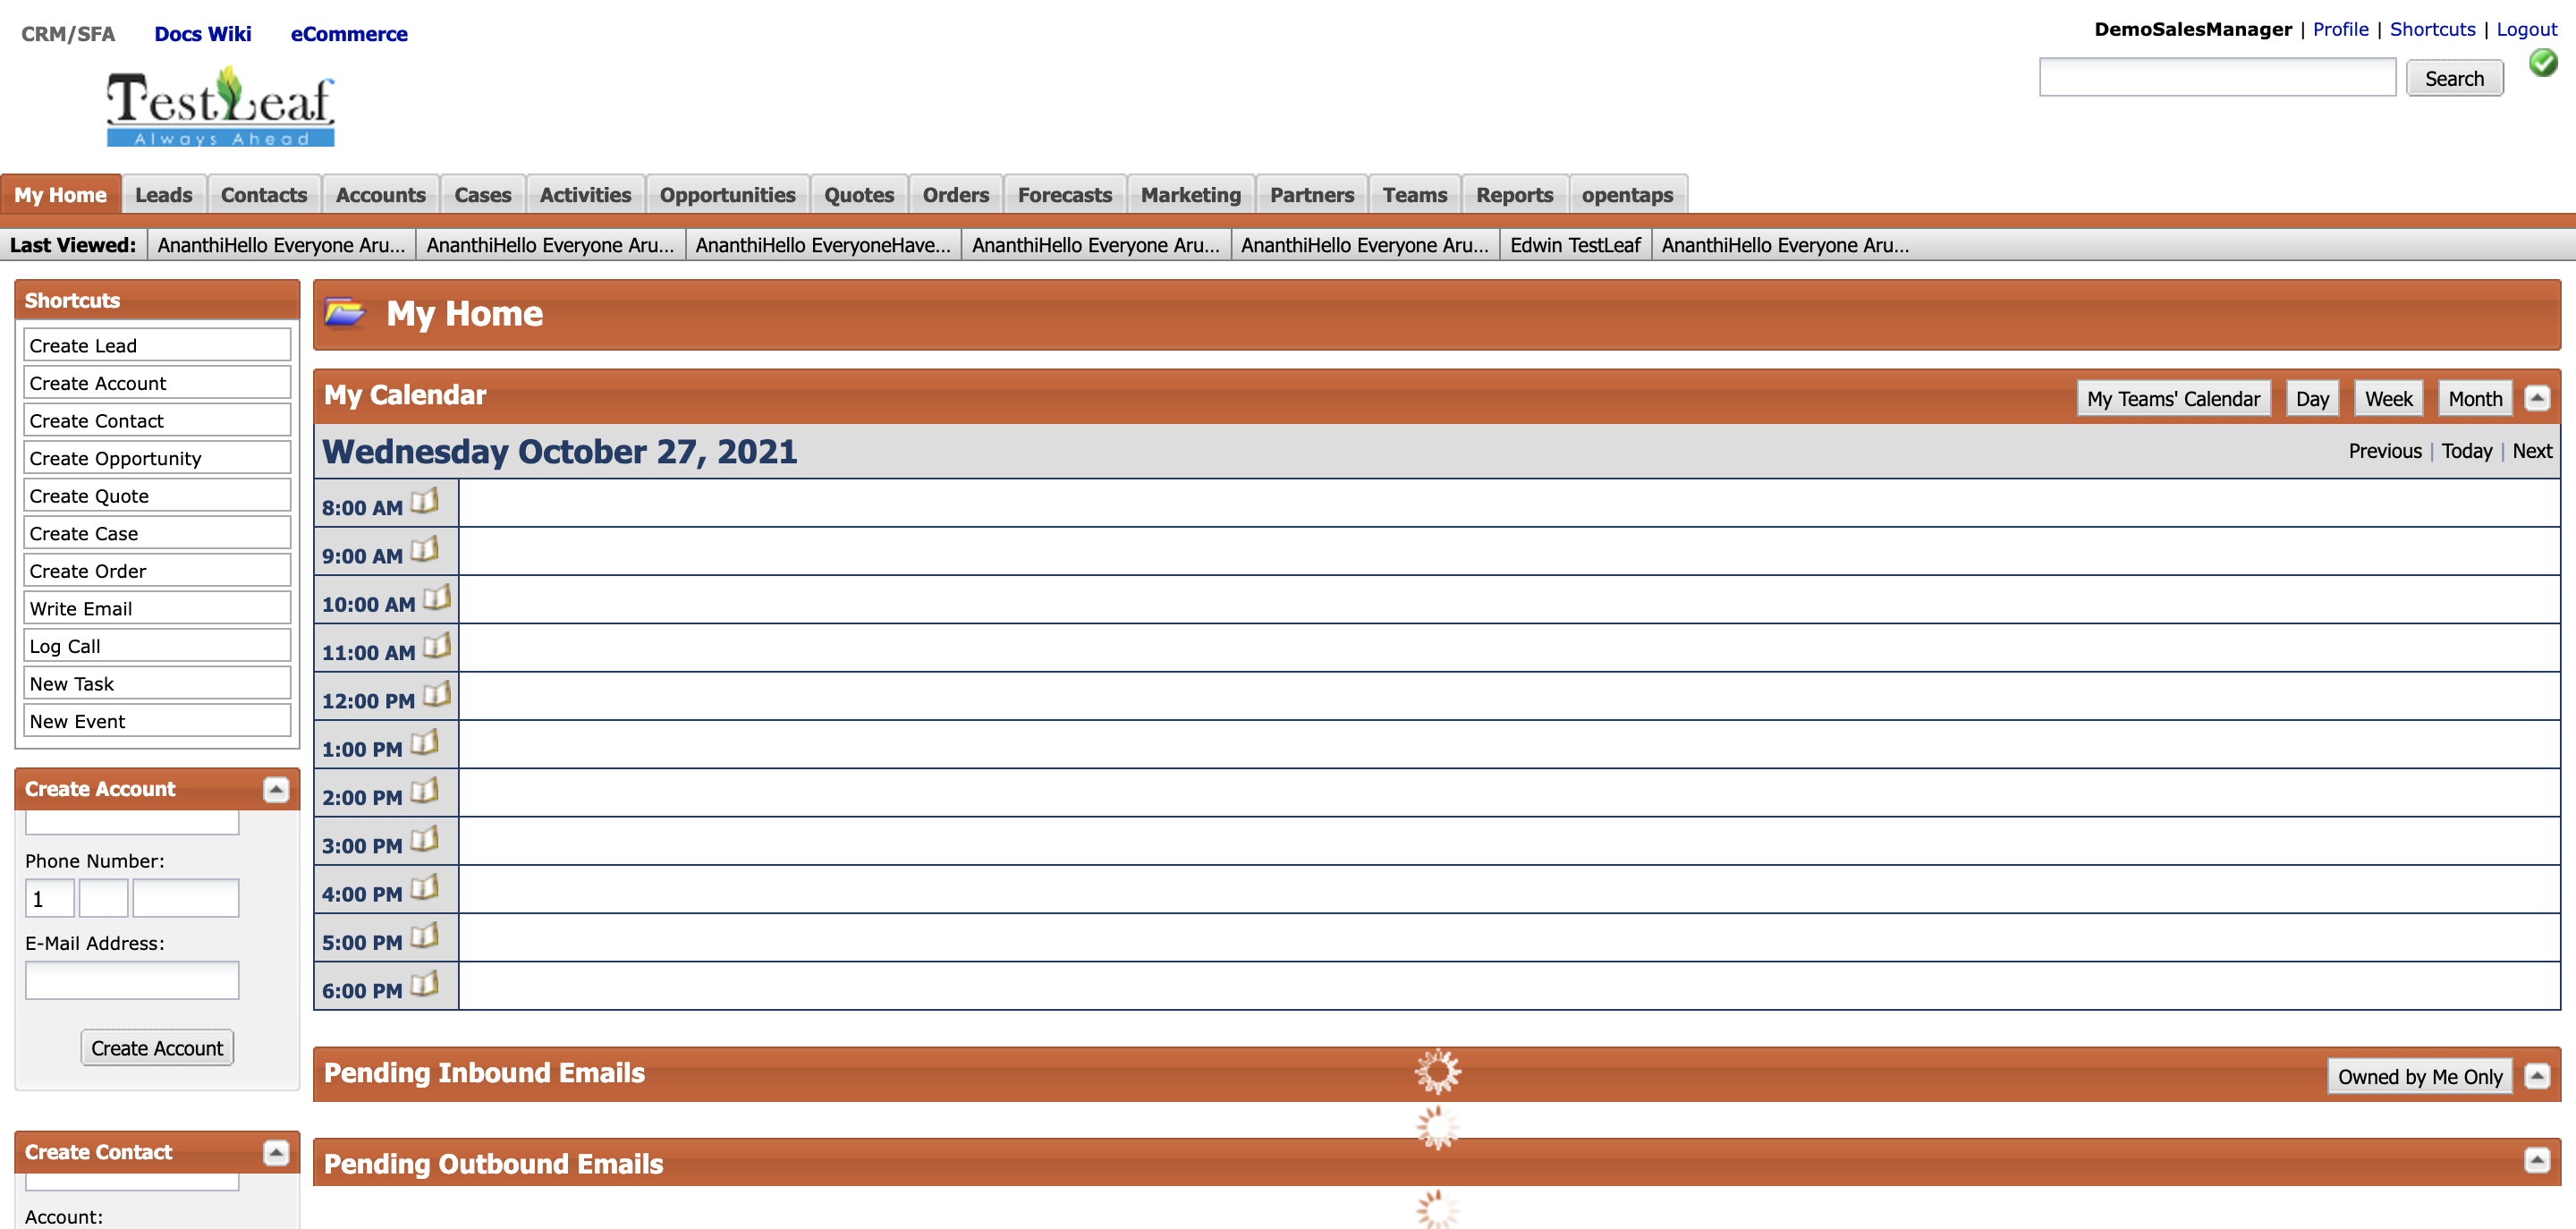 CRM/SFA Docs Wiki eCommerce
DemoSalesManager | Profile | Shortcuts | Logout
Search
TestLeaf
Always Ahead
My Home Leads Contacts Accounts Cases Activities Opportunities Quotes Orders Forecasts Marketing Partners Teams Reports opentaps
Last Viewed: AnanthiHello Everyone Aru... AnanthiHello Everyone Aru... AnanthiHello EveryoneHave... AnanthiHello Everyone Aru... AnanthiHello Everyone Aru... Edwin TestLeaf AnanthiHello Everyone Aru...
Shortcuts
Create Lead
Create Account
Create Contact
Create Opportunity
Create Quote
Create Case
Create Order
Write Email
Log Call
New Task
New Event
Create Account
Phone Number:
1
E-Mail Address:
Create Account
Create Contact
Account:
My Home
My Calendar My Teams' Calendar Day Week Month
Wednesday October 27, 2021 Previous | Today | Next
8:00 AM
9:00 AM
10:00 AM
11:00 AM
12:00 PM
1:00 PM
2:00 PM
3:00 PM
4:00 PM
5:00 PM
6:00 PM
Pending Inbound Emails Owned by Me Only
Pending Outbound Emails